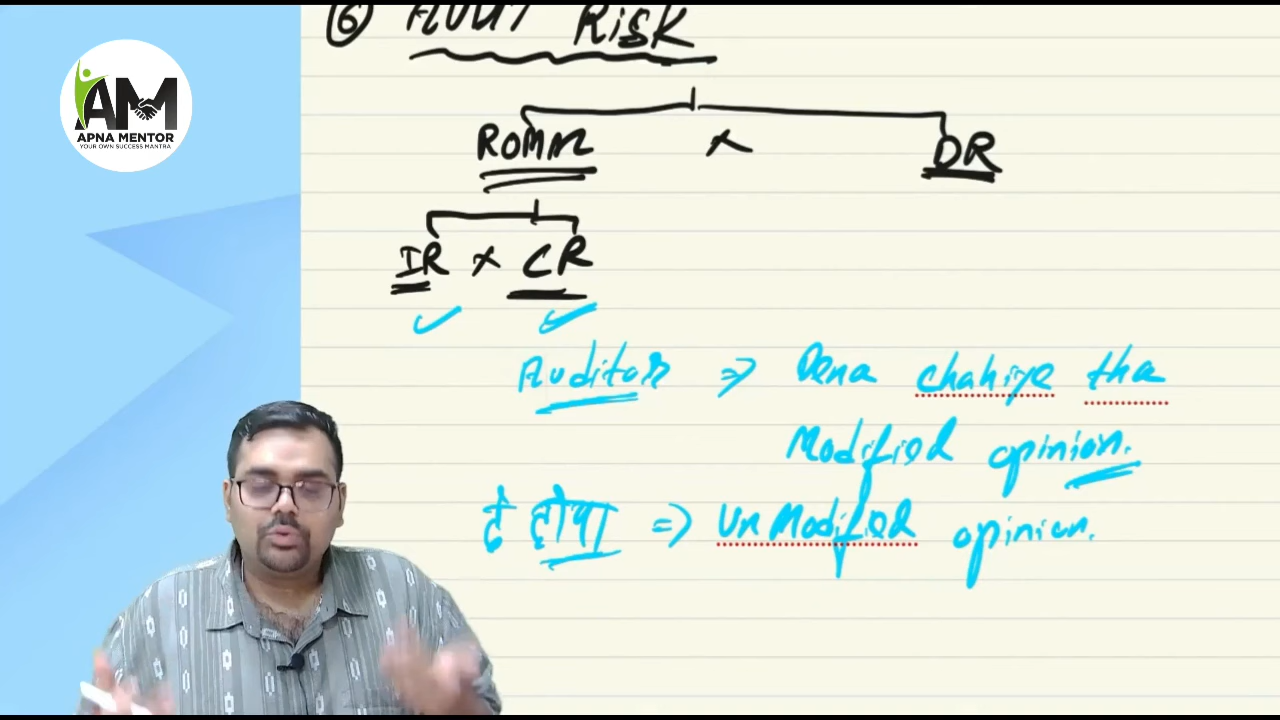 AM
APNA MENTOR
YOUR OWN SUCCESS MANTRA
⑥ AUDIT RISK
ROMM × DR
IR × CR
Auditor ⇒ Dena chahiye tha
Modified opinion.
⇒ UnModified opinion.